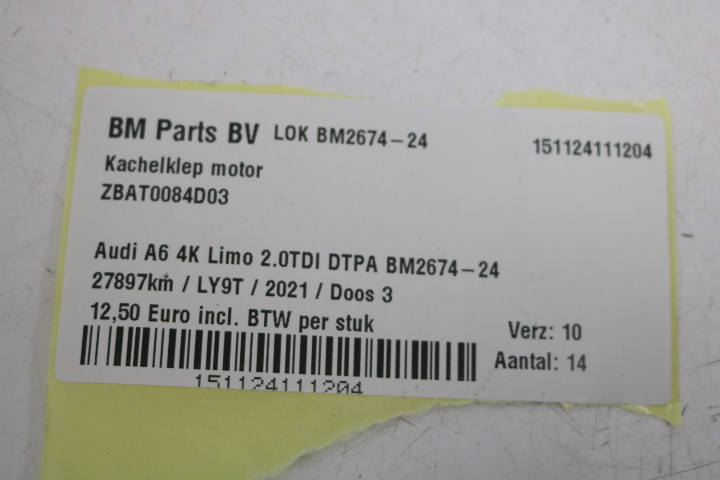 BM Parts BV LOK BM2674-24 151124111204
Kachelklep motor
ZBAT0084D03
Audi A6 4K Limo 2.0TDI DTPA BM2674-24
27897km / LY9T / 2021 / Doos 3
12,50 Euro incl. BTW per stuk
Verz: 10
Aantal: 14
151124111204